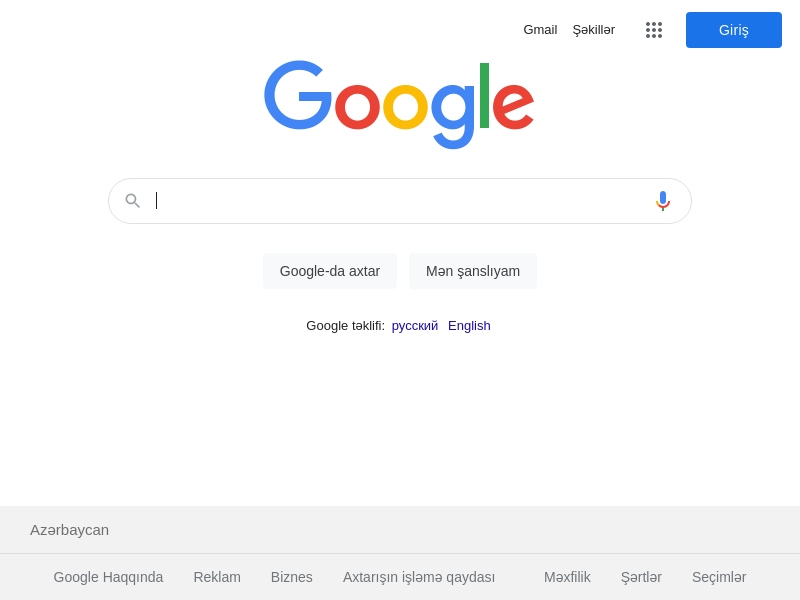 Gmail Şəkillər Giriş
Google
Google-da axtar Mən şanslıyam
Google təklifi: русский English
Azərbaycan
Google Haqqında Reklam Biznes Axtarışın işləmə qaydası Məxfilik Şərtlər Seçimlər